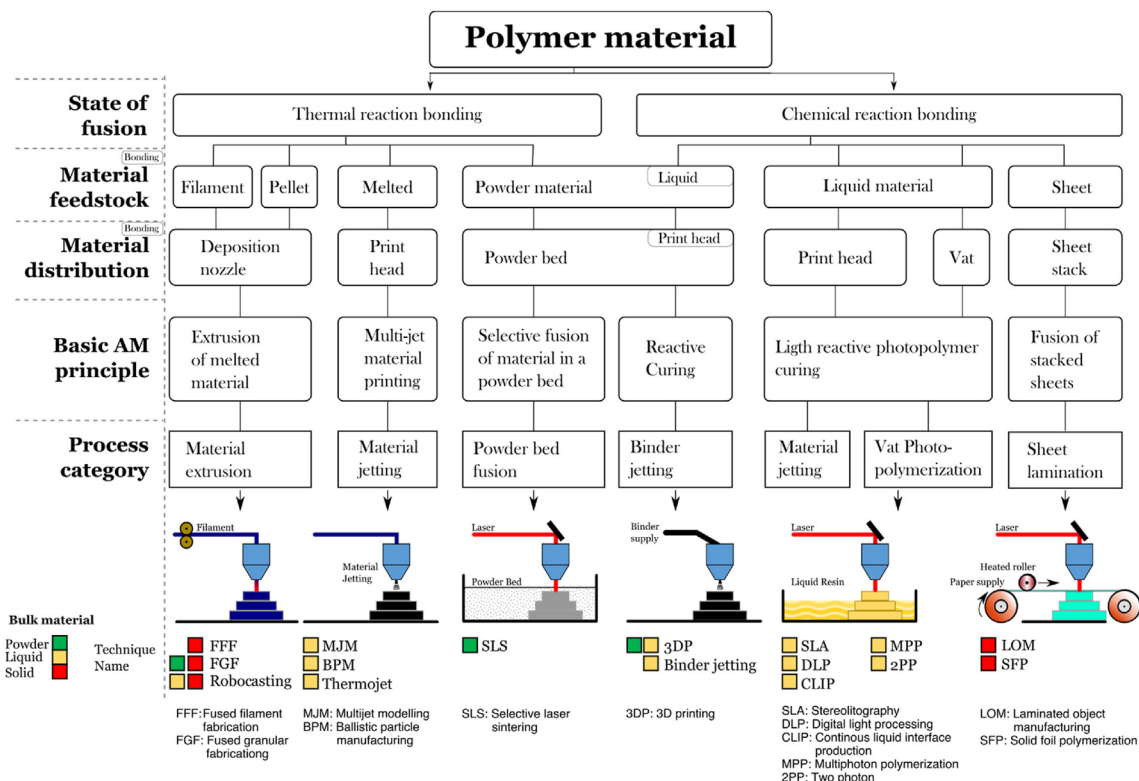 Polymer material
State of
fusion
Thermal reaction bonding
Chemical reaction bonding
Bonding
Material
feedstock
Filament
Pellet
Melted
Powder material
Liquid
Liquid material
Sheet
Bonding
Material
distribution
Deposition
nozzle
Print
head
Powder bed
Print head
Print head
Vat
Sheet
stack
Basic AM
principle
Extrusion
of melted
material
Multi-jet
material
printing
Selective fusion
of material in a
powder bed
Reactive
Curing
Ligth reactive photopolymer
curing
Fusion of
stacked
sheets
Process
category
Material
extrusion
Material
jetting
Powder bed
fusion
Binder
jetting
Material
jetting
Vat Photo-
polymerization
Sheet
lamination
Filament
Material
Jetting
Laser
Powder Bed
Binder
supply
Laser
Liquid Resin
Laser
Heated roller
Paper supply
Bulk material
Powder
Liquid
Solid
Technique
Name
FFF
FGF
Robocasting
MJM
BPM
Thermojet
SLS
3DP
Binder jetting
SLA
DLP
CLIP
MPP
2PP
LOM
SFP
FFF: Fused filament
fabrication
FGF: Fused granular
fabricationg
MJM: Multijet modelling
BPM: Ballistic particle
manufacturing
SLS: Selective laser
sintering
3DP: 3D printing
SLA: Stereolitography
DLP: Digital light processing
CLIP: Continous liquid interface
production
MPP: Multiphoton polymerization
2PP: Two photon
LOM: Laminated object
manufacturing
SFP: Solid foil polymerization